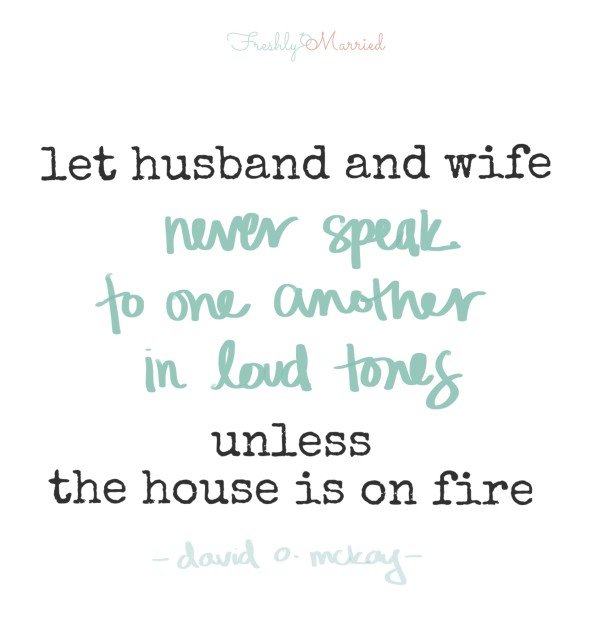 Freshly Married
let husband and wife
never speak
to one another
in loud tones
unless
the house is on fire
- david o. mckay -